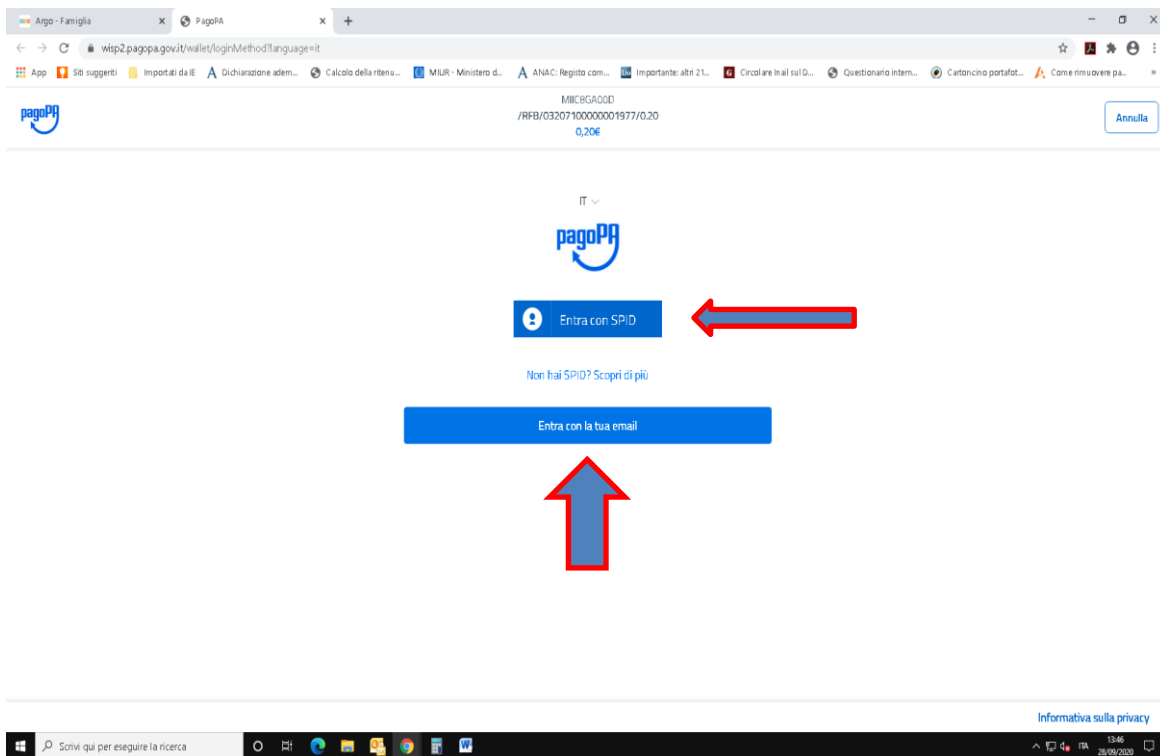 Argo - Famiglia
PagoPA
wisp2.pagopa.gov.it/wallet/loginMethod?language=it
App Siti suggeriti Importati da IE Dichiarazione adem... Calcolo della ritenu... MIUR - Ministero d... ANAC: Registo com... Importante: altri 21... Circolare Inail sul D... Questionario intern... Cartoncino portafot... Come rimuovere pa... »
pagoPA
MIIC8GA00D
/RFB/03207100000001977/0.20
0,20€
Annulla
IT
pagoPA
Entra con SPID
Non hai SPID? Scopri di più
Entra con la tua email
Informativa sulla privacy
Scrivi qui per eseguire la ricerca
ITA
13:46
28/09/2020